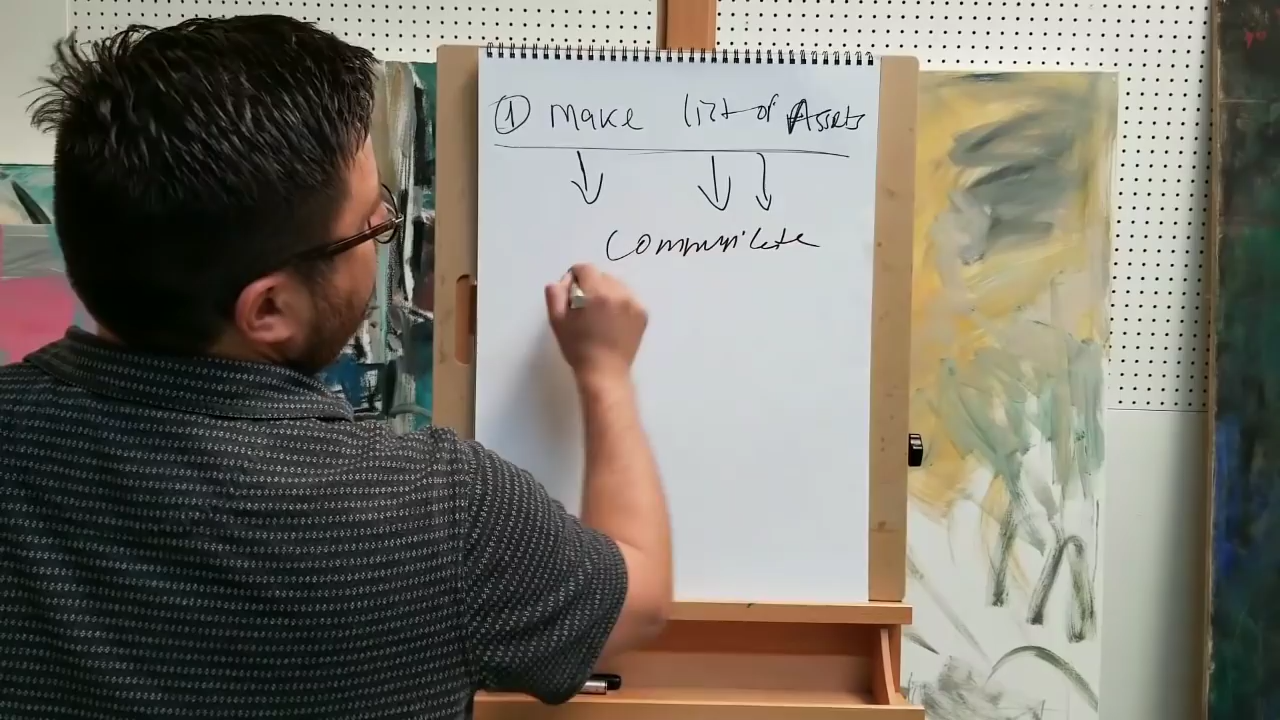 ① Make list of Assets
Communicate